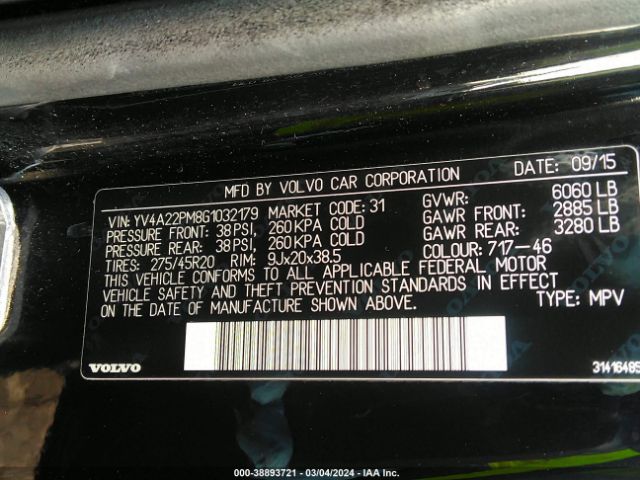 MFD BY VOLVO CAR CORPORATION DATE: 09/15
VIN: YV4A22PM8G1032179 MARKET CODE: 31 GVWR: 6060 LB
PRESSURE FRONT: 38 PSI, 260 KPA COLD GAWR FRONT: 2885 LB
PRESSURE REAR: 38 PSI, 260 KPA COLD GAWR REAR: 3280 LB
TIRES: 275/45R20 RIM: 9Jx20x38.5 COLOUR: 717-46
THIS VEHICLE CONFORMS TO ALL APPLICABLE FEDERAL MOTOR
VEHICLE SAFETY AND THEFT PREVENTION STANDARDS IN EFFECT
ON THE DATE OF MANUFACTURE SHOWN ABOVE. TYPE: MPV
VOLVO 31416485
000-38893721 - 03/04/2024 - IAA Inc.